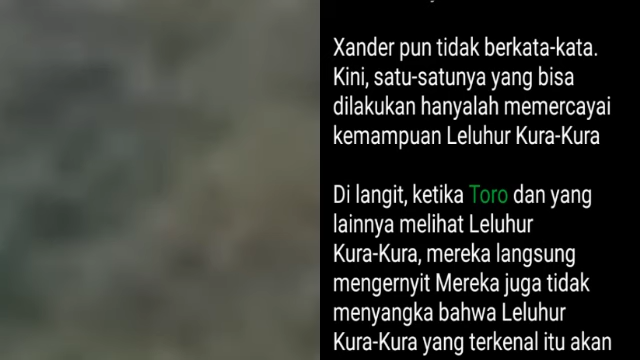 Xander pun tidak berkata-kata.
Kini, satu-satunya yang bisa
dilakukan hanyalah memercayai
kemampuan Leluhur Kura-Kura
Di langit, ketika Toro dan yang
lainnya melihat Leluhur
Kura-Kura, mereka langsung
mengernyit Mereka juga tidak
menyangka bahwa Leluhur
Kura-Kura yang terkenal itu akan